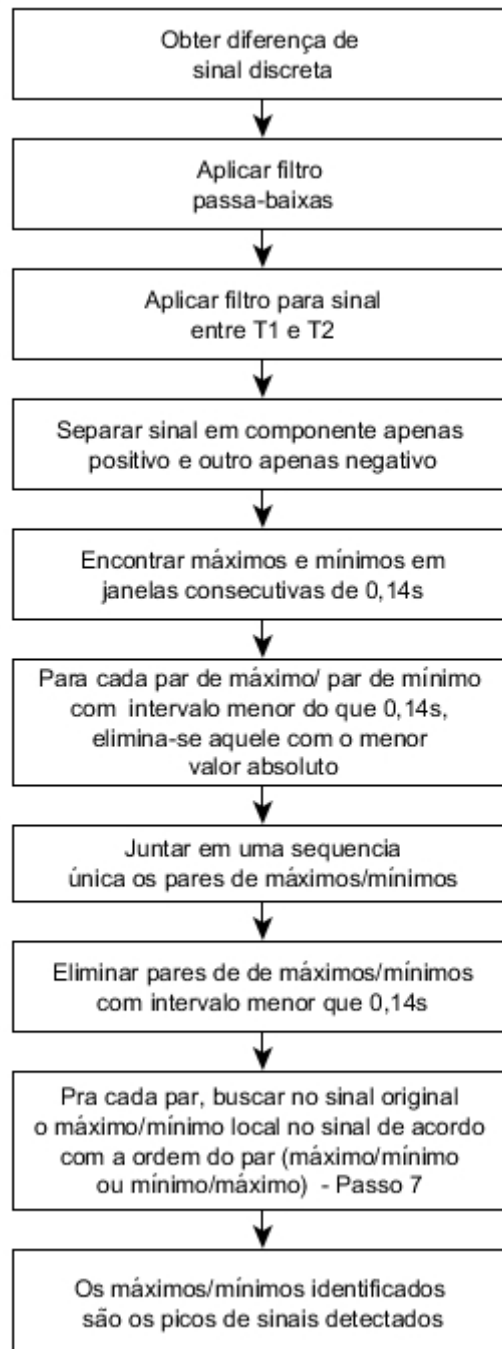 Obter diferença de
sinal discreta
Aplicar filtro
passa-baixas
Aplicar filtro para sinal
entre T1 e T2
Separar sinal em componente apenas
positivo e outro apenas negativo
Encontrar máximos e mínimos em
janelas consecutivas de 0,14s
Para cada par de máximo/ par de mínimo
com intervalo menor do que 0,14s,
elimina-se aquele com o menor
valor absoluto
Juntar em uma sequencia
única os pares de máximos/mínimos
Eliminar pares de de máximos/mínimos
com intervalo menor que 0,14s
Pra cada par, buscar no sinal original
o máximo/mínimo local no sinal de acordo
com a ordem do par (máximo/mínimo
ou mínimo/máximo) - Passo 7
Os máximos/mínimos identificados
são os picos de sinais detectados